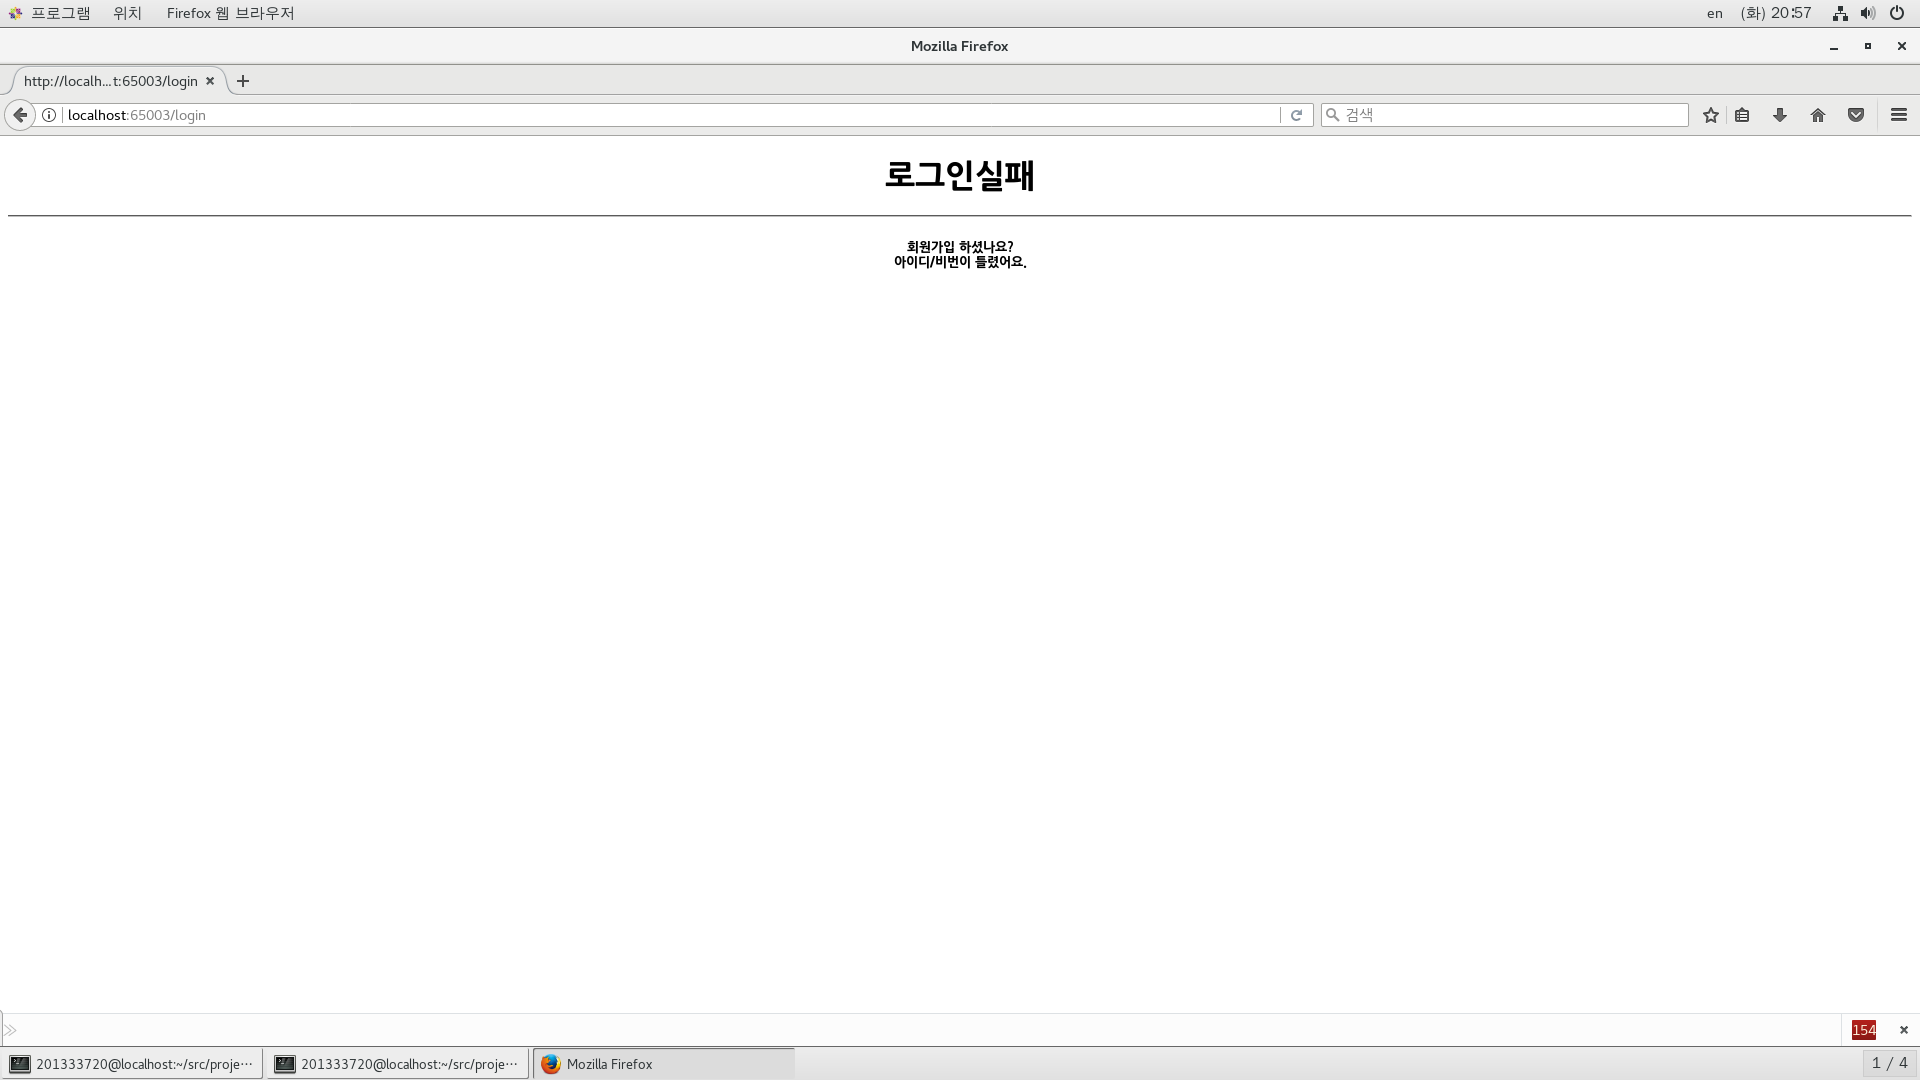 프로그램 위치 Firefox 웹 브라우저 en (화) 20:57
Mozilla Firefox
http://localh...t:65003/login
localhost:65003/login 검색
로그인실패
회원가입 하셨나요?
아이디/비번이 틀렸어요.
154
201333720@localhost:~/src/proje··· 201333720@localhost:~/src/proje··· Mozilla Firefox 1 / 4